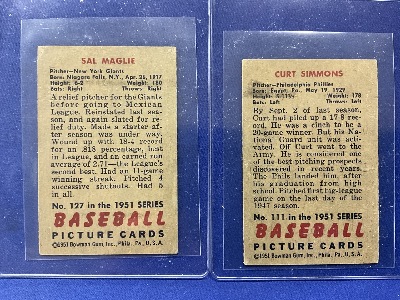 SAL MAGLIE
Pitcher—New York Giants
Born: Niagara Falls, N.Y., Apr. 26, 1917
Height: 6-2 Weight: 180
Bats: Right Throws: Right
A relief pitcher for the Giants
before going to Mexican
League. Reinstated last sea-
son, and again slated for re-
lief duty. Made a starter af-
ter season was under way.
Wound up with 18-4 record
for an .818 percentage, best
in League, and an earned run
average of 2.71—the League's
second best. Had an 11-game
winning streak. Pitched 4
successive shutouts. Had 5
in all.
No. 127 in the 1951 SERIES
BASEBALL
PICTURE CARDS
©1951 Bowman Gum, Inc., Phila., Pa., U.S.A.
CURT SIMMONS
Pitcher—Philadelphia Phillies
Born: Egypt, Pa., May 19, 1929
Height: Weight: 178
Bats: Left Throws: Left
By Sept. 2 of last season,
Curt had piled up a 17-8 rec-
ord. He was a cinch to be a
20-game winner. But his Na-
tional Guard unit was called
up. Off Curt went to the
Army. He is considered one
of the best pitching prospects
discovered in recent years.
The Phils landed him, after
his graduation from high
school. Pitched first big-league
game on the last day of the
1947 season.
No. 111 in the 1951 SERIES
BASEBALL
PICTURE CARDS
©1951 Bowman Gum, Inc., Phila., Pa., U.S.A.